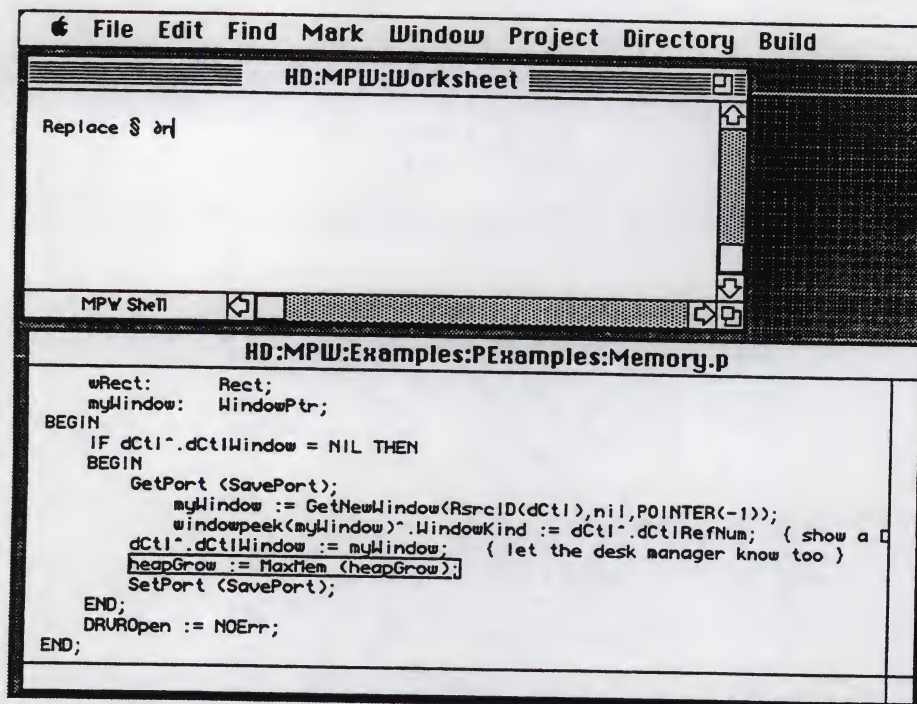 File Edit Find Mark Window Project Directory Build
HD:MPW:Worksheet
Replace § ∂n
MPW Shell
HD:MPW:Examples:PExamples:Memory.p
wRect: Rect;
myWindow: WindowPtr;
BEGIN
IF dCtl^.dCtlWindow = NIL THEN
BEGIN
GetPort (SavePort);
myWindow := GetNewWindow(RsrcID(dCtl),nil,POINTER(-1));
windowpeek(myWindow)^.WindowKind := dCtl^.dCtlRefNum; { show a
dCtl^.dCtlWindow := myWindow; { let the desk manager know too }
heapGrow := MaxMem (heapGrow);
SetPort (SavePort);
END;
DRVROpen := NOErr;
END;